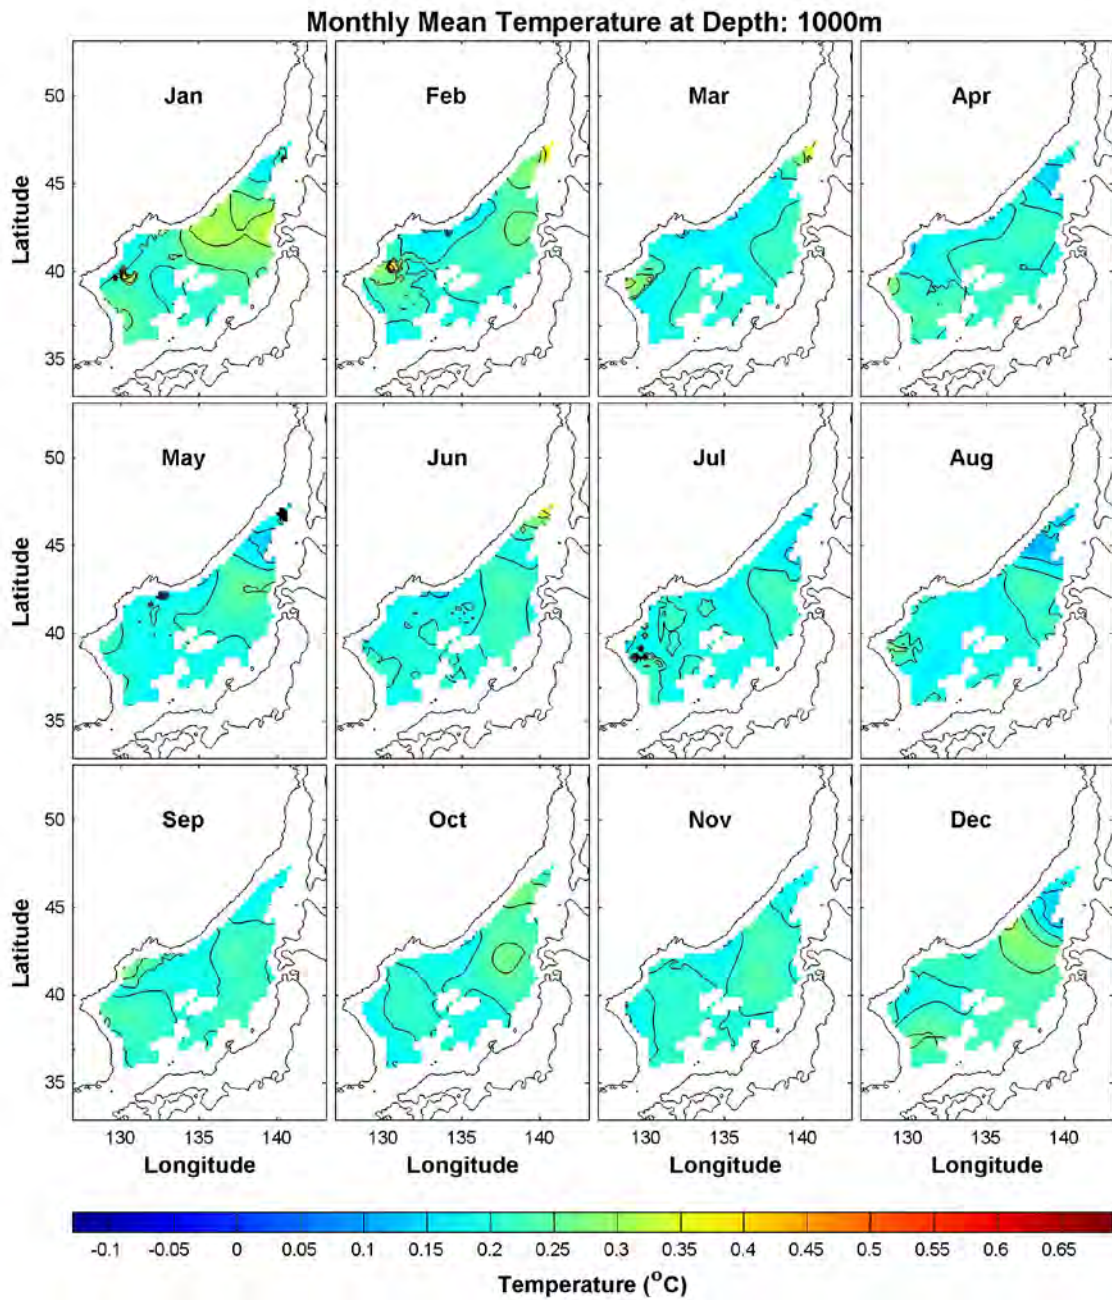 Monthly Mean Temperature at Depth: 1000m
Jan
Feb
Mar
Apr
50
45
40
35
Latitude
May
Jun
Jul
Aug
50
45
40
35
Latitude
Sep
Oct
Nov
Dec
50
45
40
35
Latitude
130 135 140
130 135 140
130 135 140
130 135 140
Longitude
Longitude
Longitude
Longitude
-0.1 -0.05 0 0.05 0.1 0.15 0.2 0.25 0.3 0.35 0.4 0.45 0.5 0.55 0.6 0.65
Temperature (°C)